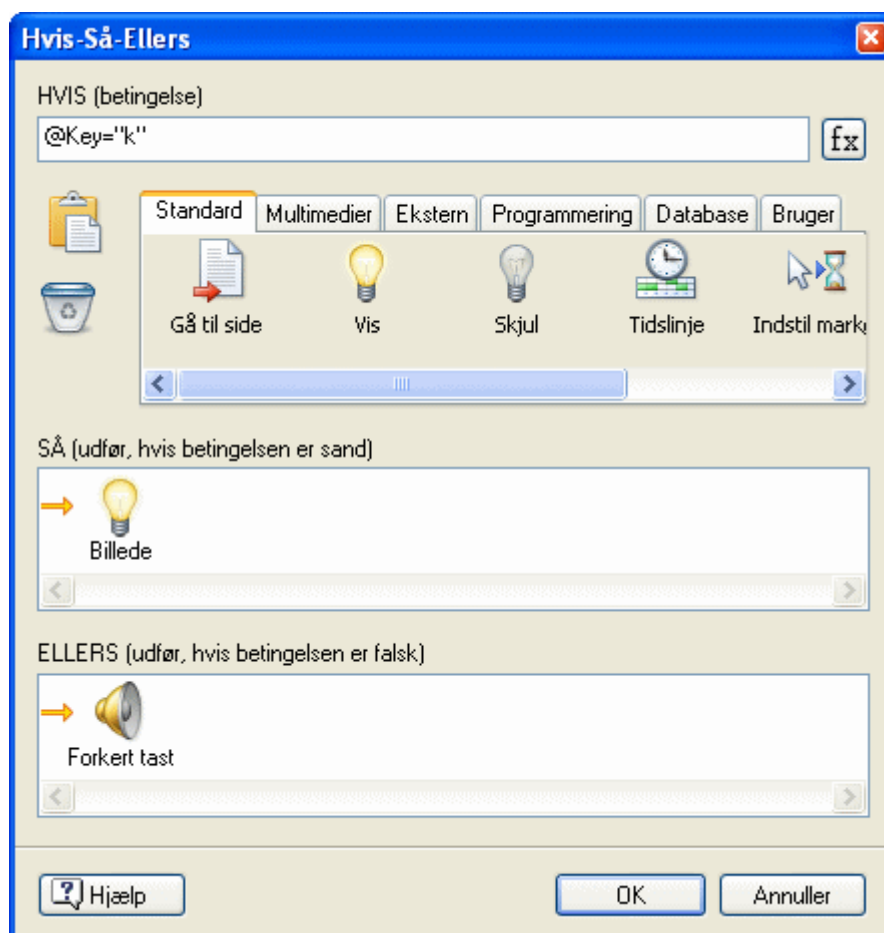 Hvis-Så-Ellers
HVIS (betingelse)
@Key="k"
fx
Standard Multimedier Ekstern Programmering Database Bruger
Gå til side Vis Skjul Tidslinje Indstil
SÅ (udfør, hvis betingelsen er sand)
Billede
ELLERS (udfør, hvis betingelsen er falsk)
Forkert tast
Hjælp OK Annuller